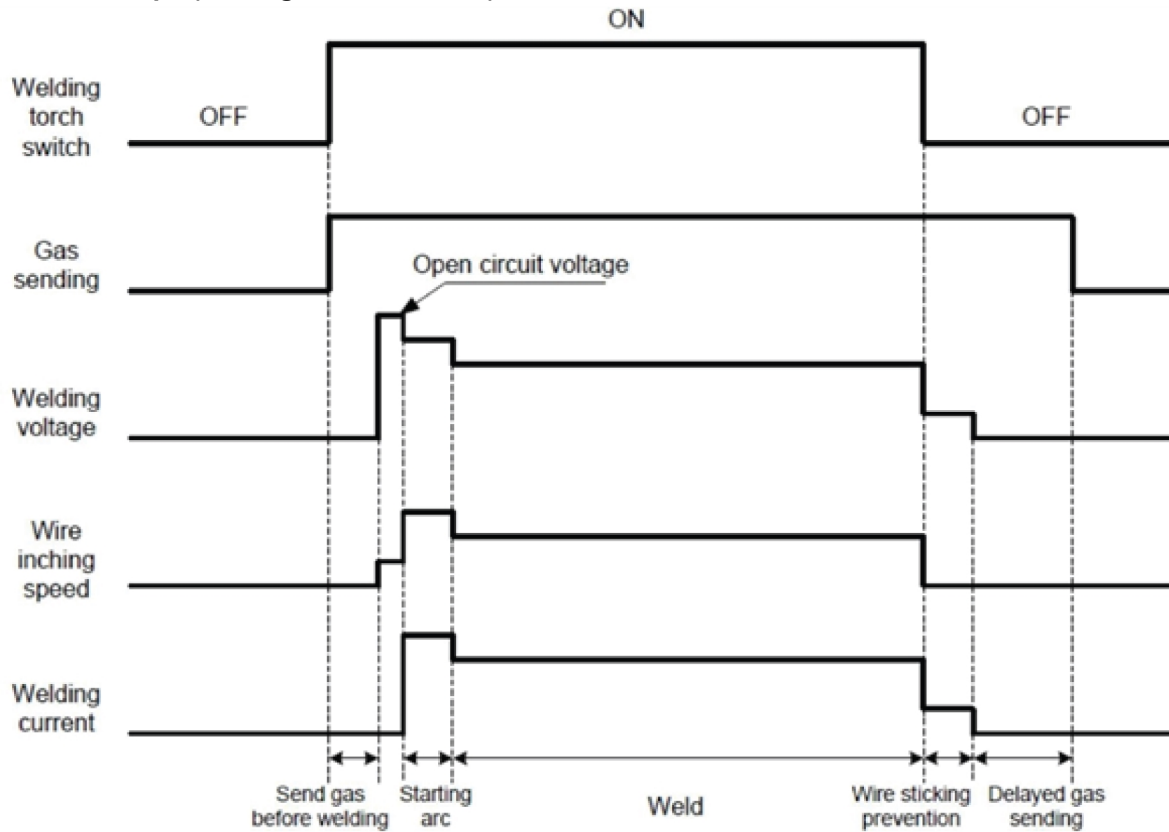 ON
Welding
torch
switch
OFF
OFF
Gas
sending
Open circuit voltage
Welding
voltage
Wire
inching
speed
Welding
current
Send gas
before welding
Starting
arc
Weld
Wire sticking
prevention
Delayed gas
sending